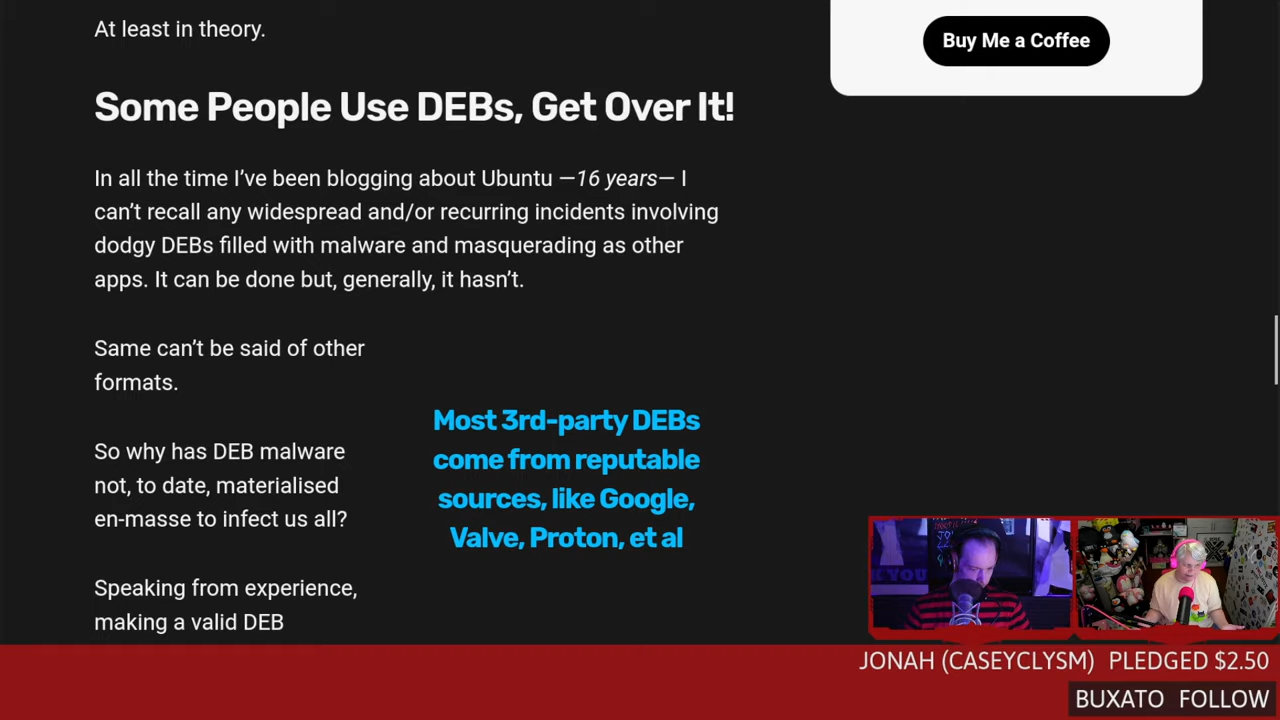 At least in theory.
Buy Me a Coffee
Some People Use DEBs, Get Over It!
In all the time I've been blogging about Ubuntu —16 years— I
can't recall any widespread and/or recurring incidents involving
dodgy DEBs filled with malware and masquerading as other
apps. It can be done but, generally, it hasn't.
Same can't be said of other
formats.
So why has DEB malware
not, to date, materialised
en-masse to infect us all?
Speaking from experience,
making a valid DEB
Most 3rd-party DEBs
come from reputable
sources, like Google,
Valve, Proton, et al
JONAH (CASEYCLYSM) PLEDGED $2.50
BUXATO FOLLOW